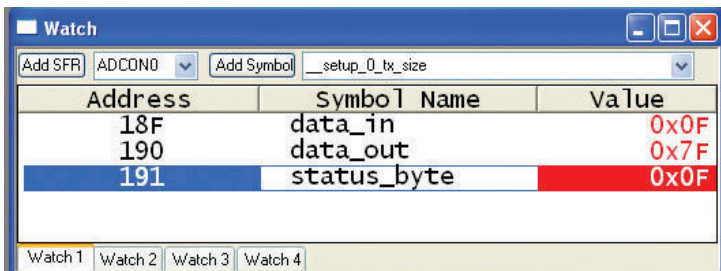 Watch
Add SFR ADCON0 Add Symbol __setup_0_tx_size
Address Symbol Name Value
18F data_in 0x0F
190 data_out 0x7F
191 status_byte 0x0F
Watch 1 Watch 2 Watch 3 Watch 4